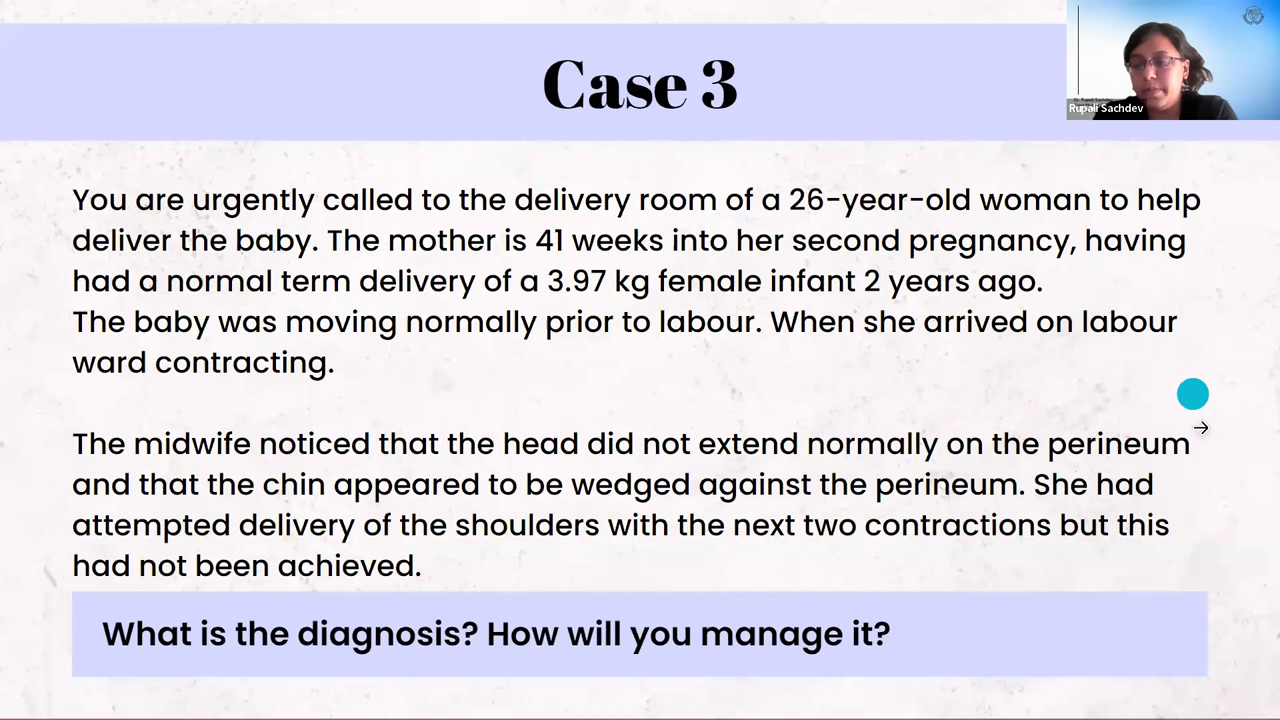 Case 3
Rupali Sachdev
You are urgently called to the delivery room of a 26-year-old woman to help
deliver the baby. The mother is 41 weeks into her second pregnancy, having
had a normal term delivery of a 3.97 kg female infant 2 years ago.
The baby was moving normally prior to labour. When she arrived on labour
ward contracting.
The midwife noticed that the head did not extend normally on the perineum
and that the chin appeared to be wedged against the perineum. She had
attempted delivery of the shoulders with the next two contractions but this
had not been achieved.
What is the diagnosis? How will you manage it?